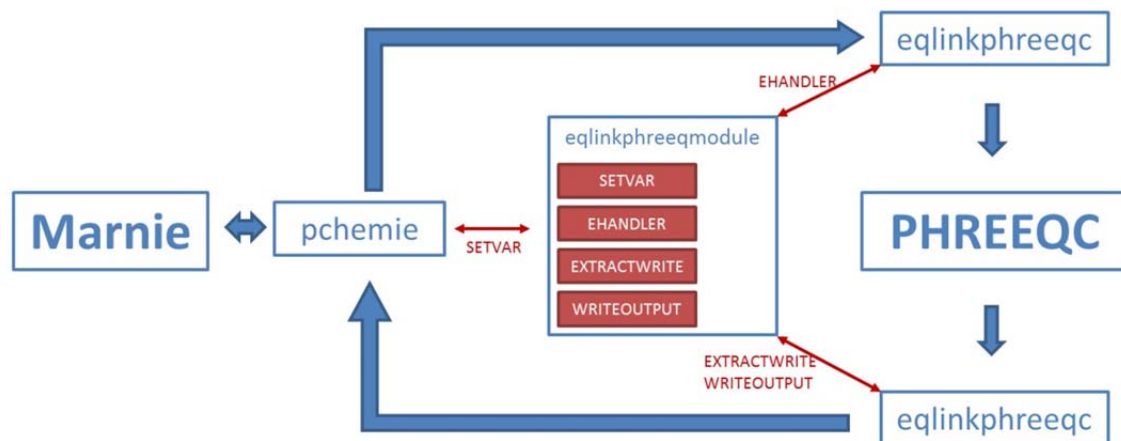 eqlinkphreeqc
EHANDLER
eqlinkphreeqmodule
SETVAR
EHANDLER
EXTRACTWRITE
WRITEOUTPUT
Marnie
pchemie
SETVAR
PHREEQC
EXTRACTWRITE
WRITEOUTPUT
eqlinkphreeqc